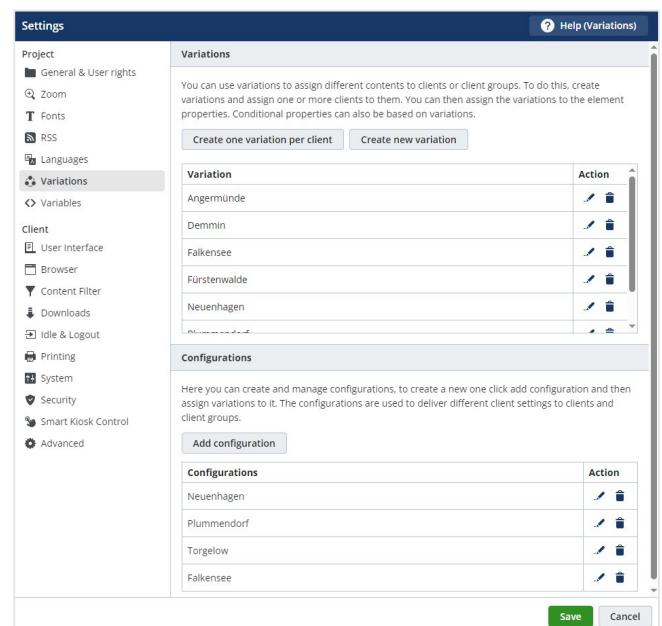 Settings
Help (Variations)
Project
General & User rights
Zoom
Fonts
RSS
Languages
Variations
Variables
Client
User Interface
Browser
Content Filter
Downloads
Idle & Logout
Printing
System
Security
Smart Kiosk Control
Advanced
Variations
You can use variations to assign different contents to clients or client groups. To do this, create
variations and assign one or more clients to them. You can then assign the variations to the element
properties. Conditional properties can also be based on variations.
Create one variation per client
Create new variation
Variation Action
Angermünde
Demmin
Falkensee
Fürstenwalde
Neuenhagen
Plummendorf
Configurations
Here you can create and manage configurations, to create a new one click add configuration and then
assign variations to it. The configurations are used to deliver different client settings to clients and
client groups.
Add configuration
Configurations Action
Neuenhagen
Plummendorf
Torgelow
Falkensee
Save Cancel